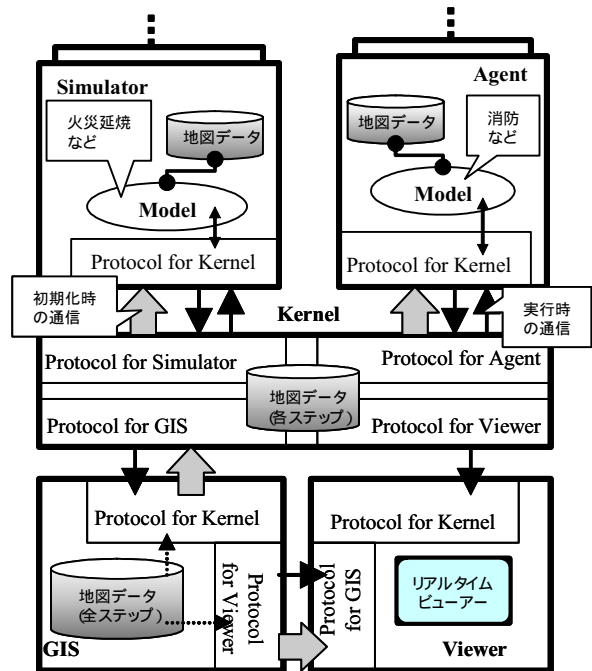 Simulator
火災延焼
など
地図データ
Model
Protocol for Kernel
Agent
地図データ
消防
など
Model
Protocol for Kernel
初期化時
の通信
Kernel
実行時
の通信
Protocol for Simulator
Protocol for Agent
地図データ
(各ステップ)
Protocol for GIS
Protocol for Viewer
Protocol for Kernel
地図データ
(全ステップ)
Protocol
for Viewer
GIS
Protocol for Kernel
Protocol
for GIS
リアルタイム
ビューアー
Viewer